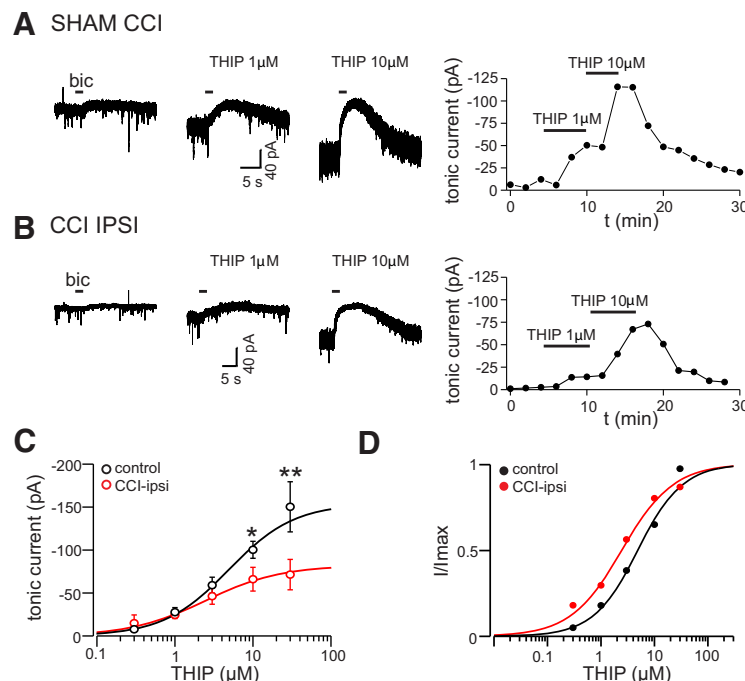 A SHAM CCI
bic
THIP 1µM
THIP 10µM
5 s
40 pA
tonic current (pA)
-125
-100
-75
-50
-25
0
THIP 10µM
THIP 1µM
0 10 20 30
t (min)
B CCI IPSI
bic
THIP 1µM
THIP 10µM
5 s
40 pA
tonic current (pA)
-125
-100
-75
-50
-25
0
THIP 10µM
THIP 1µM
0 10 20 30
t (min)
C
tonic current (pA)
-200
-150
-100
-50
0
control
CCI-ipsi
*
**
0.1 1 10 100
THIP (µM)
D
I/Imax
1
0.5
0
control
CCI-ipsi
0.1 1 10 100
THIP (µM)